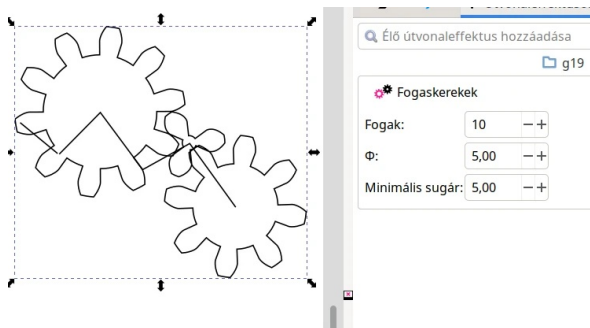 Élő útvonaleffektus hozzáadása
g19
Fogaskerekek
Fogak: 10
Φ: 5,00
Minimális sugár: 5,00